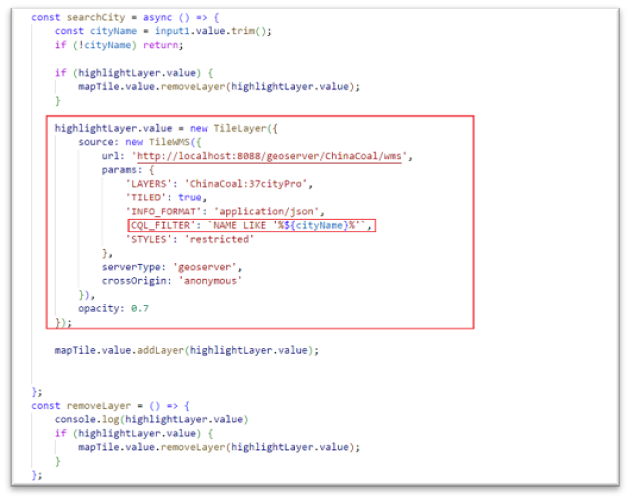 const searchCity = async () => {
const cityName = input1.value.trim();
if (!cityName) return;
if (highlightLayer.value) {
mapTile.value.removeLayer(highlightLayer.value);
}
highlightLayer.value = new TileLayer({
source: new TileWMS({
url: 'http://localhost:8088/geoserver/ChinaCoal/wms',
params: {
'LAYERS': 'ChinaCoal:37cityPro',
'TILED': true,
'INFO_FORMAT': 'application/json',
'CQL_FILTER': `NAME LIKE '%${cityName}%'`,
'STYLES': 'restricted'
},
serverType: 'geoserver',
crossOrigin: 'anonymous'
}),
opacity: 0.7
});
mapTile.value.addLayer(highlightLayer.value);
};
const removeLayer = () => {
console.log(highlightLayer.value)
if (highlightLayer.value) {
mapTile.value.removeLayer(highlightLayer.value);
}
};